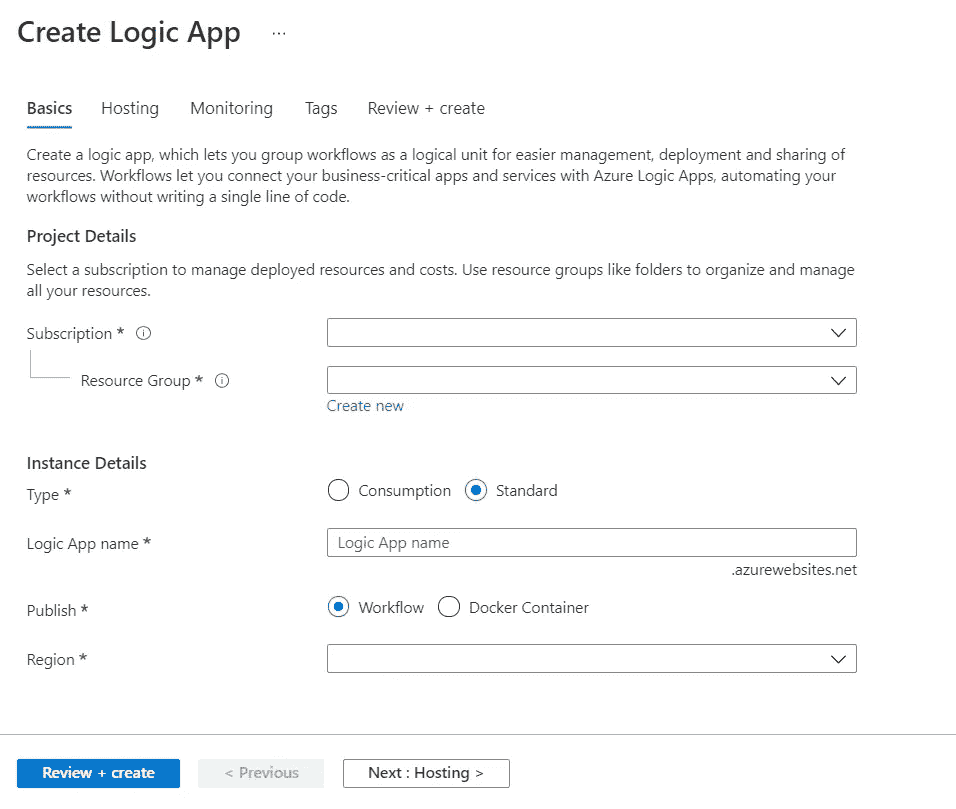 Create Logic App ...
Basics Hosting Monitoring Tags Review + create
Create a logic app, which lets you group workflows as a logical unit for easier management, deployment and sharing of
resources. Workflows let you connect your business-critical apps and services with Azure Logic Apps, automating your
workflows without writing a single line of code.
Project Details
Select a subscription to manage deployed resources and costs. Use resource groups like folders to organize and manage
all your resources.
Subscription *
Resource Group *
Create new
Instance Details
Type * Consumption Standard
Logic App name * Logic App name
.azurewebsites.net
Publish * Workflow Docker Container
Region *
Review + create < Previous Next : Hosting >